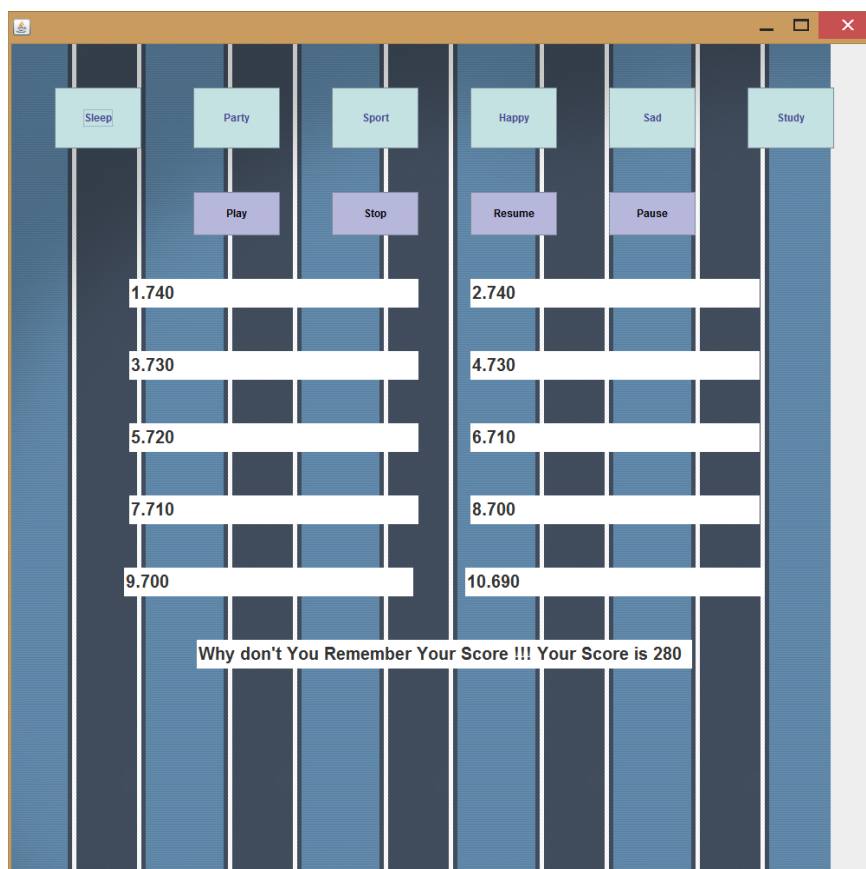 Sleep Party Sport Happy Sad Study
Play Stop Resume Pause
1.740 2.740
3.730 4.730
5.720 6.710
7.710 8.700
9.700 10.690
Why don't You Remember Your Score !!! Your Score is 280